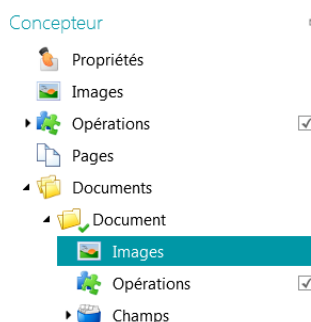 Concepteur
Propriétés
Images
Opérations
Pages
Documents
Document
Images
Opérations
Champs